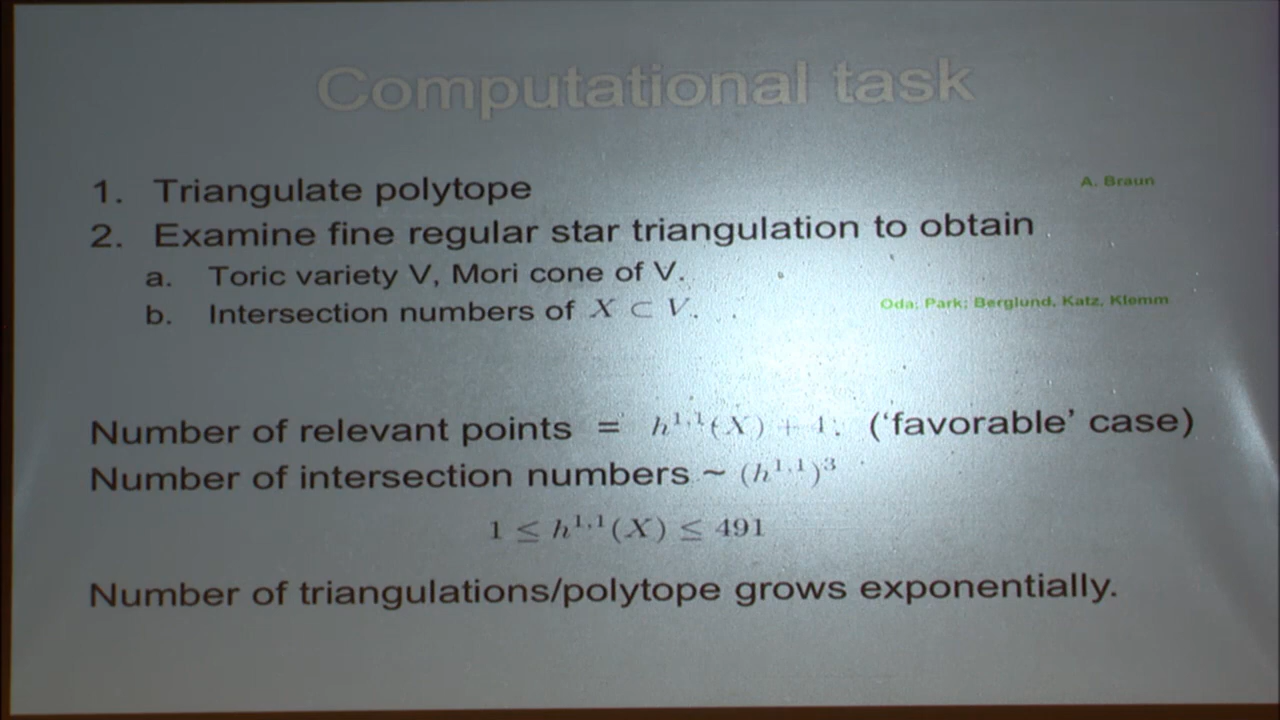 Computational task
1. Triangulate polytope
A. Braun
2. Examine fine regular star triangulation to obtain
a. Toric variety V, Mori cone of V.
b. Intersection numbers of X ⊂ V.
Oda; Park; Berglund, Katz, Klemm
Number of relevant points = h^{1,1}(X) + 4. ('favorable' case)
Number of intersection numbers ~ (h^{1,1})^3
1 ≤ h^{1,1}(X) ≤ 491
Number of triangulations/polytope grows exponentially.